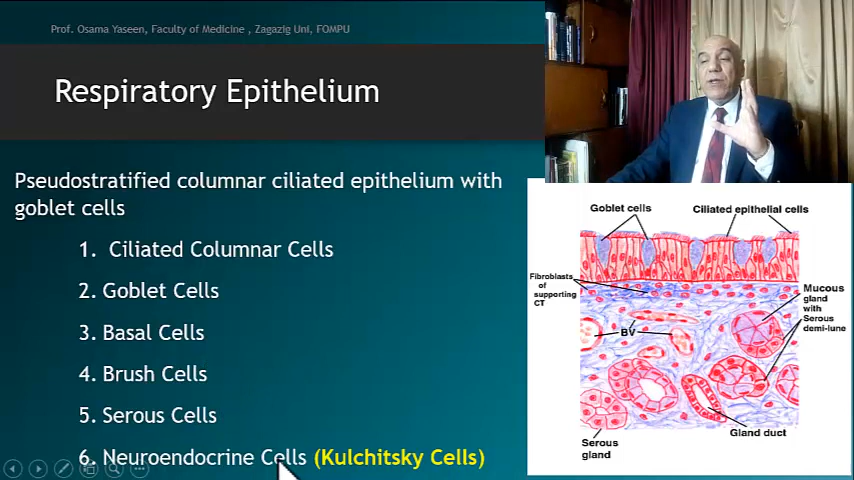 Prof. Osama Yaseen, Faculty of Medicine , Zagazig Uni, FOMPU
Respiratory Epithelium
Pseudostratified columnar ciliated epithelium with
goblet cells
1. Ciliated Columnar Cells
2. Goblet Cells
3. Basal Cells
4. Brush Cells
5. Serous Cells
6. Neuroendocrine Cells (Kulchitsky Cells)
Goblet cells
Ciliated epithelial cells
Fibroblasts
of
supporting
CT
BV
Mucous
gland
with
Serous
demi-lune
Gland duct
Serous
gland